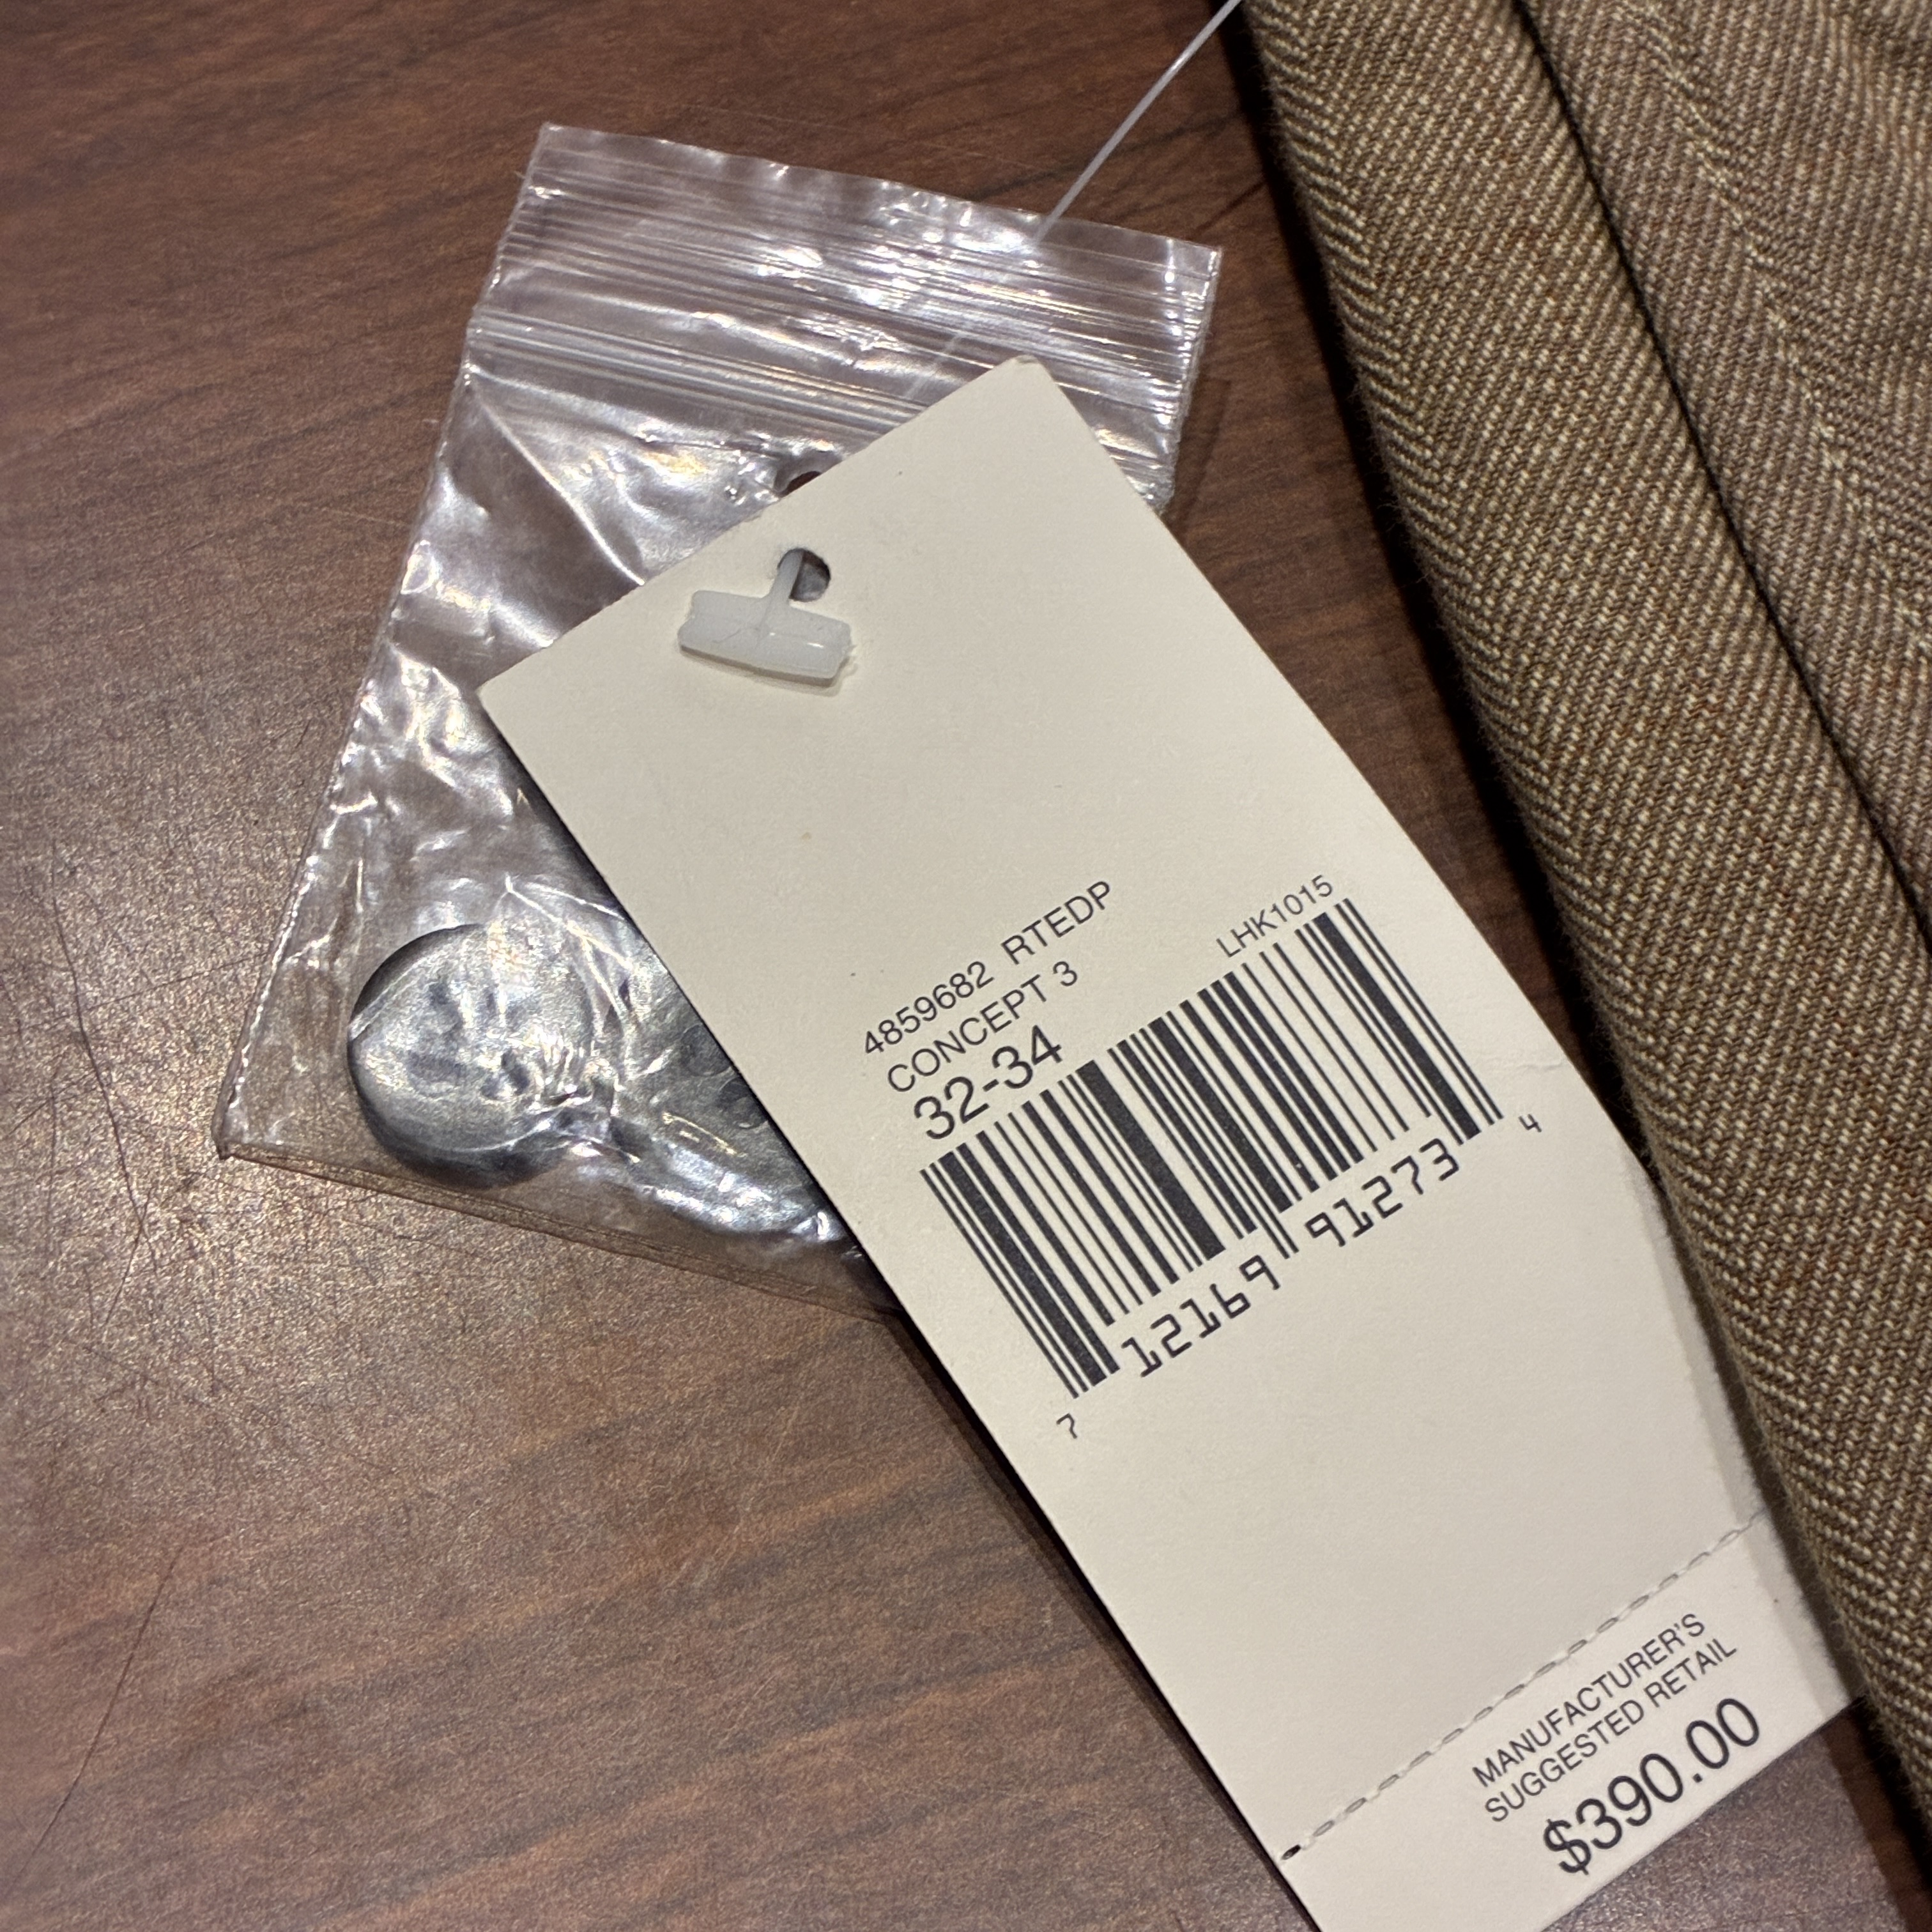 4859682 RTEDP
CONCEPT 3
32-34
LHK1015
7 12169 91273 4
MANUFACTURER'S
SUGGESTED RETAIL
$390.00